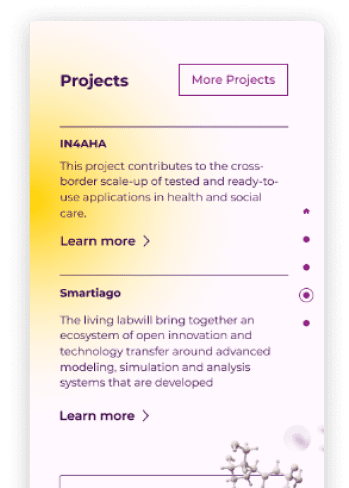 Projects
More Projects
IN4AHA
This project contributes to the cross-
border scale-up of tested and ready-to-
use applications in health and social
care.
Learn more
Smartiago
The living labwill bring together an
ecosystem of open innovation and
technology transfer around advanced
modeling, simulation and analysis
systems that are developed
Learn more